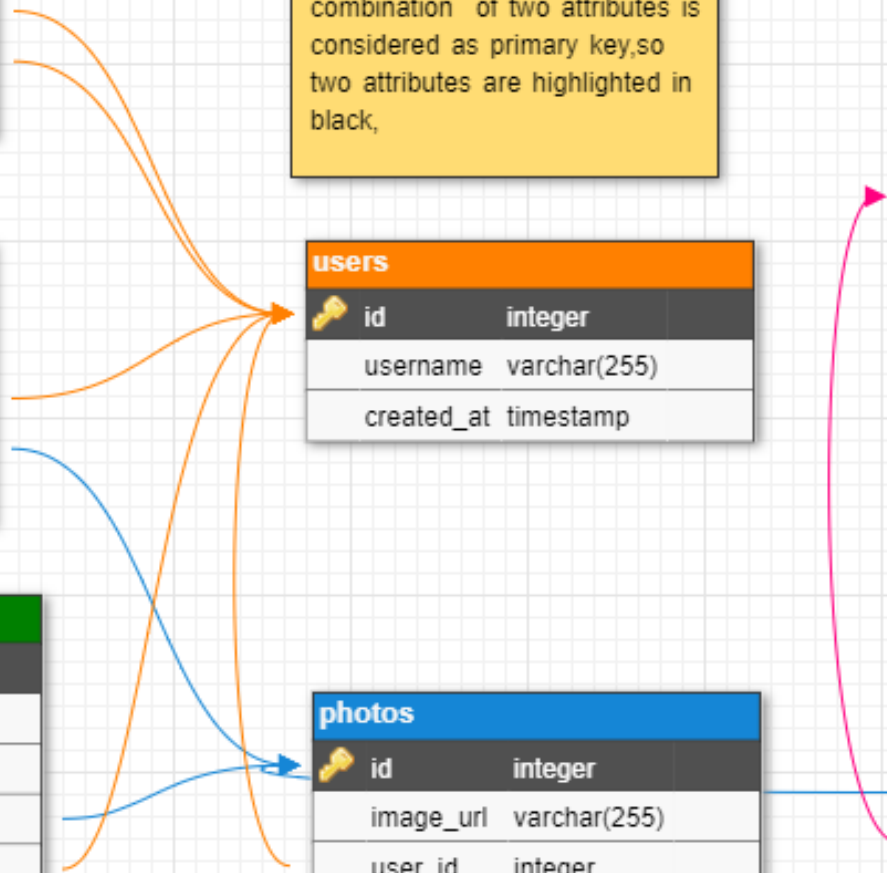 combination of two attributes is
considered as primary key,so
two attributes are highlighted in
black,
users
id integer
username varchar(255)
created_at timestamp
photos
id integer
image_url varchar(255)
user_id integer